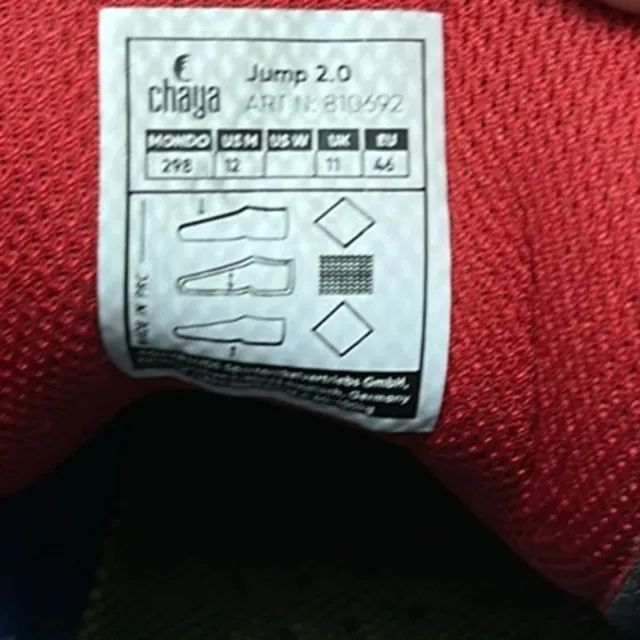 chaya
Jump 2.0
ART N: 810692
MONDO US M US W UK EU
298 12 11 46
GmbH,
Germany